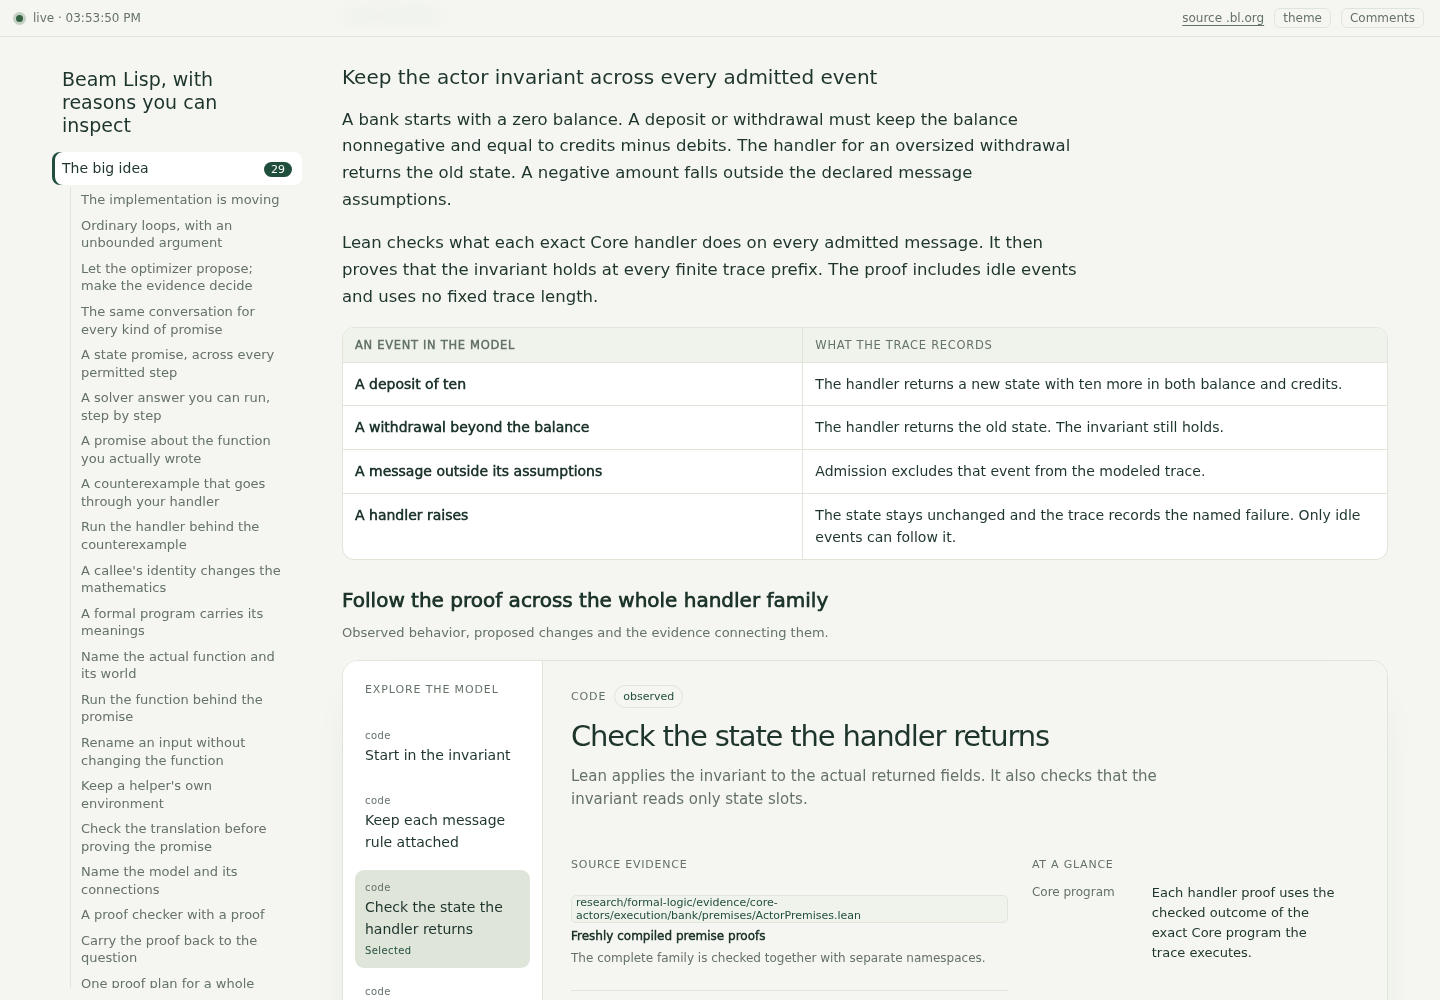 live · 03:53:50 PM
source .bl.org
theme
Comments
Beam Lisp, with
reasons you can
inspect
The big idea
29
The implementation is moving
Ordinary loops, with an
unbounded argument
Let the optimizer propose;
make the evidence decide
The same conversation for
every kind of promise
A state promise, across every
permitted step
A solver answer you can run,
step by step
A promise about the function
you actually wrote
A counterexample that goes
through your handler
Run the handler behind the
counterexample
A callee's identity changes the
mathematics
A formal program carries its
meanings
Name the actual function and
its world
Run the function behind the
promise
Rename an input without
changing the function
Keep a helper's own
environment
Check the translation before
proving the promise
Name the model and its
connections
A proof checker with a proof
Carry the proof back to the
question
One proof plan for a whole
Keep the actor invariant across every admitted event
A bank starts with a zero balance. A deposit or withdrawal must keep the balance
nonnegative and equal to credits minus debits. The handler for an oversized withdrawal
returns the old state. A negative amount falls outside the declared message
assumptions.
Lean checks what each exact Core handler does on every admitted message. It then
proves that the invariant holds at every finite trace prefix. The proof includes idle events
and uses no fixed trace length.
AN EVENT IN THE MODEL
WHAT THE TRACE RECORDS
A deposit of ten
The handler returns a new state with ten more in both balance and credits.
A withdrawal beyond the balance
The handler returns the old state. The invariant still holds.
A message outside its assumptions
Admission excludes that event from the modeled trace.
A handler raises
The state stays unchanged and the trace records the named failure. Only idle
events can follow it.
Follow the proof across the whole handler family
Observed behavior, proposed changes and the evidence connecting them.
EXPLORE THE MODEL
code
Start in the invariant
code
Keep each message
rule attached
code
Check the state the
handler returns
Selected
code
CODE
observed
Check the state the handler returns
Lean applies the invariant to the actual returned fields. It also checks that the
invariant reads only state slots.
SOURCE EVIDENCE
research/formal-logic/evidence/core-
actors/execution/bank/premises/ActorPremises.lean
Freshly compiled premise proofs
The complete family is checked together with separate namespaces.
AT A GLANCE
Core program
Each handler proof uses the
checked outcome of the
exact Core program the
trace executes.